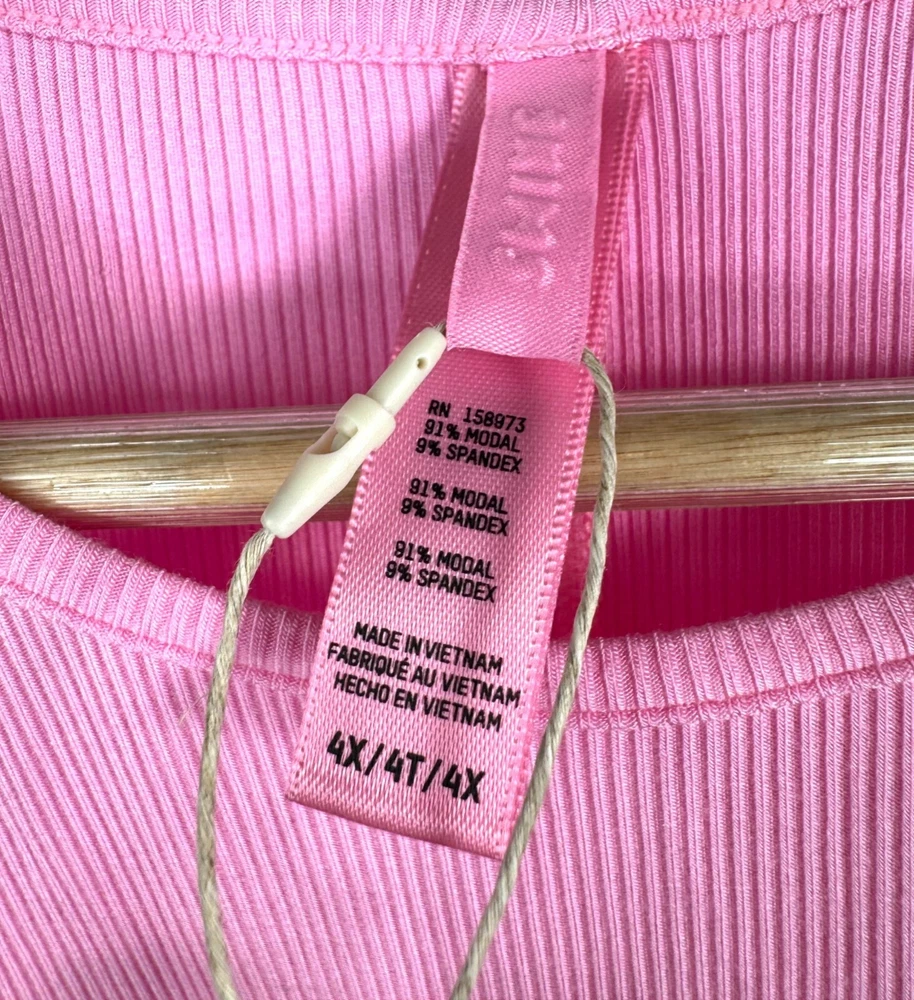 RN 158973
91% MODAL
9% SPANDEX
91% MODAL
9% SPANDEX
91% MODAL
9% SPANDEX
MADE IN VIETNAM
FABRIQUÉ AU VIETNAM
HECHO EN VIETNAM
4X/4T/4X